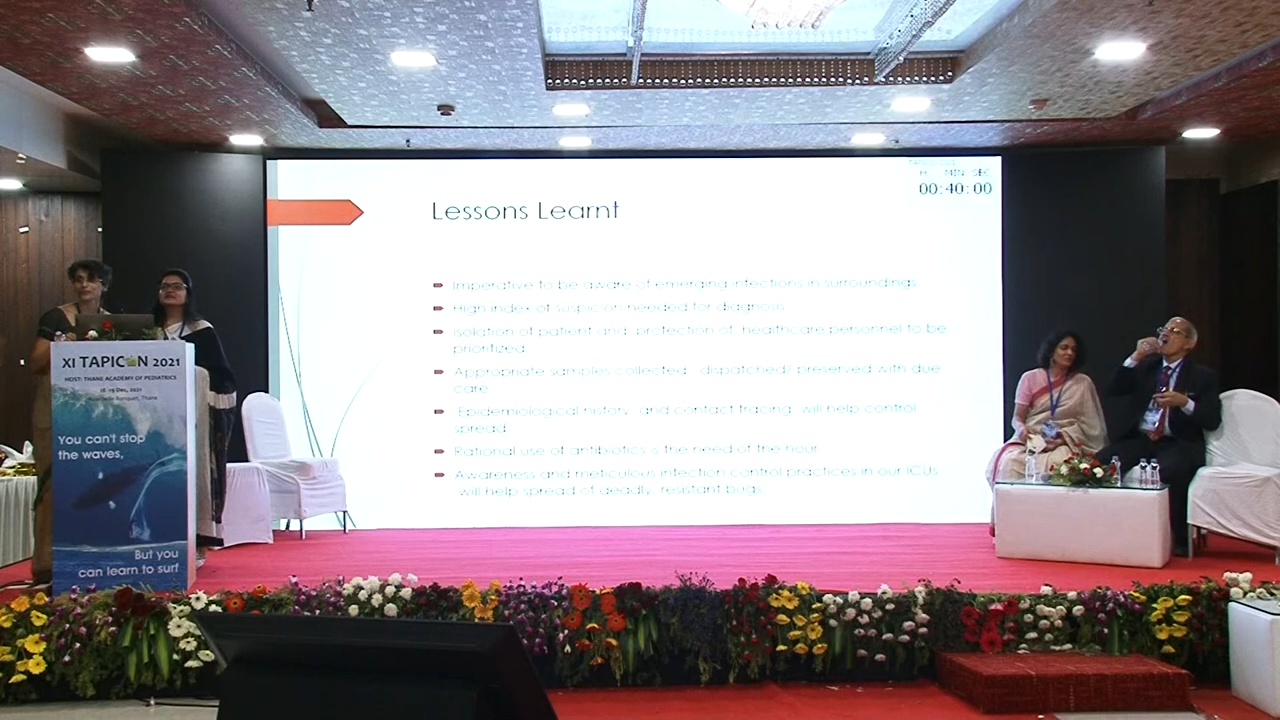 H MIN SEC
00:40:00
Lessons Learnt
Imperative to be aware of emerging infections in surroundings.
High index of suspicion needed for diagnosis
Isolation of patient and protection of healthcare personnel to be
prioritized
Appropriate samples collected dispatched/ preserved with due
care
Epidemiological history and contact tracing will help control
spread
Rational use of antibiotics is the need of the hour
Awareness and meticulous infection control practices in our ICUs
will help spread of deadly resistant bugs.
XI TAPICON 2021
HOST: THANE ACADEMY OF PEDIATRICS
Dec, 2021
Banquet, Thane
You can't stop
the waves,
But you
can learn to surf